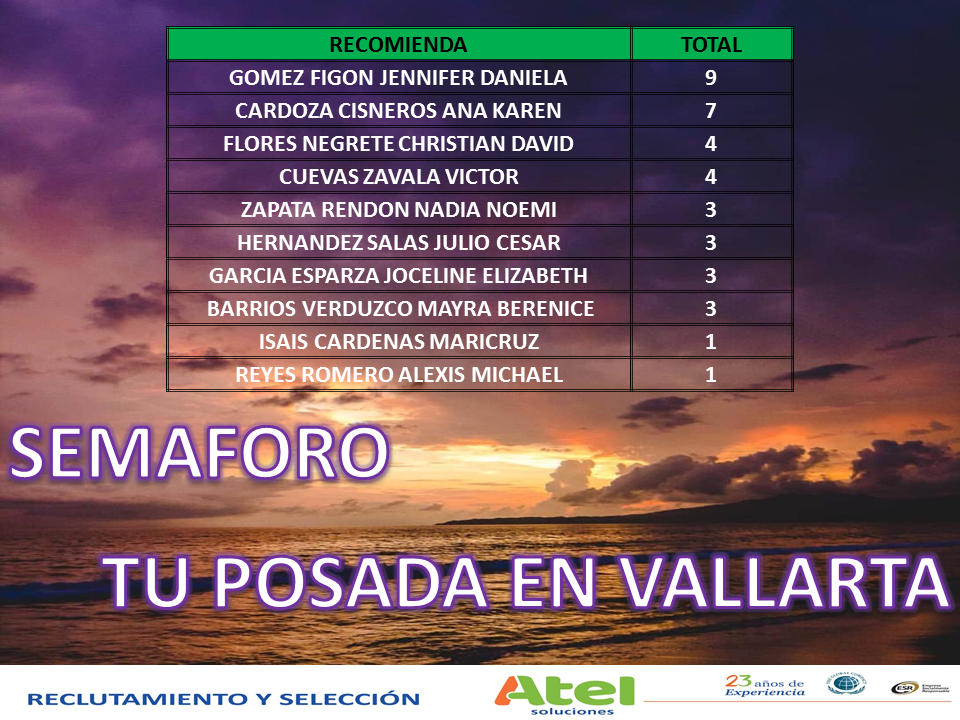 RECOMIENDA TOTAL
GOMEZ FIGON JENNIFER DANIELA 9
CARDOZA CISNEROS ANA KAREN 7
FLORES NEGRETE CHRISTIAN DAVID 4
CUEVAS ZAVALA VICTOR 4
ZAPATA RENDON NADIA NOEMI 3
HERNANDEZ SALAS JULIO CESAR 3
GARCIA ESPARZA JOCELINE ELIZABETH 3
BARRIOS VERDUZCO MAYRA BERENICE 3
ISAIS CARDENAS MARICRUZ 1
REYES ROMERO ALEXIS MICHAEL 1
SEMAFORO
TU POSADA EN VALLARTA
RECLUTAMIENTO Y SELECCIÓN
Atel
soluciones
23 años de
Experiencia
ESR
Empresa
Socialmente
Responsable